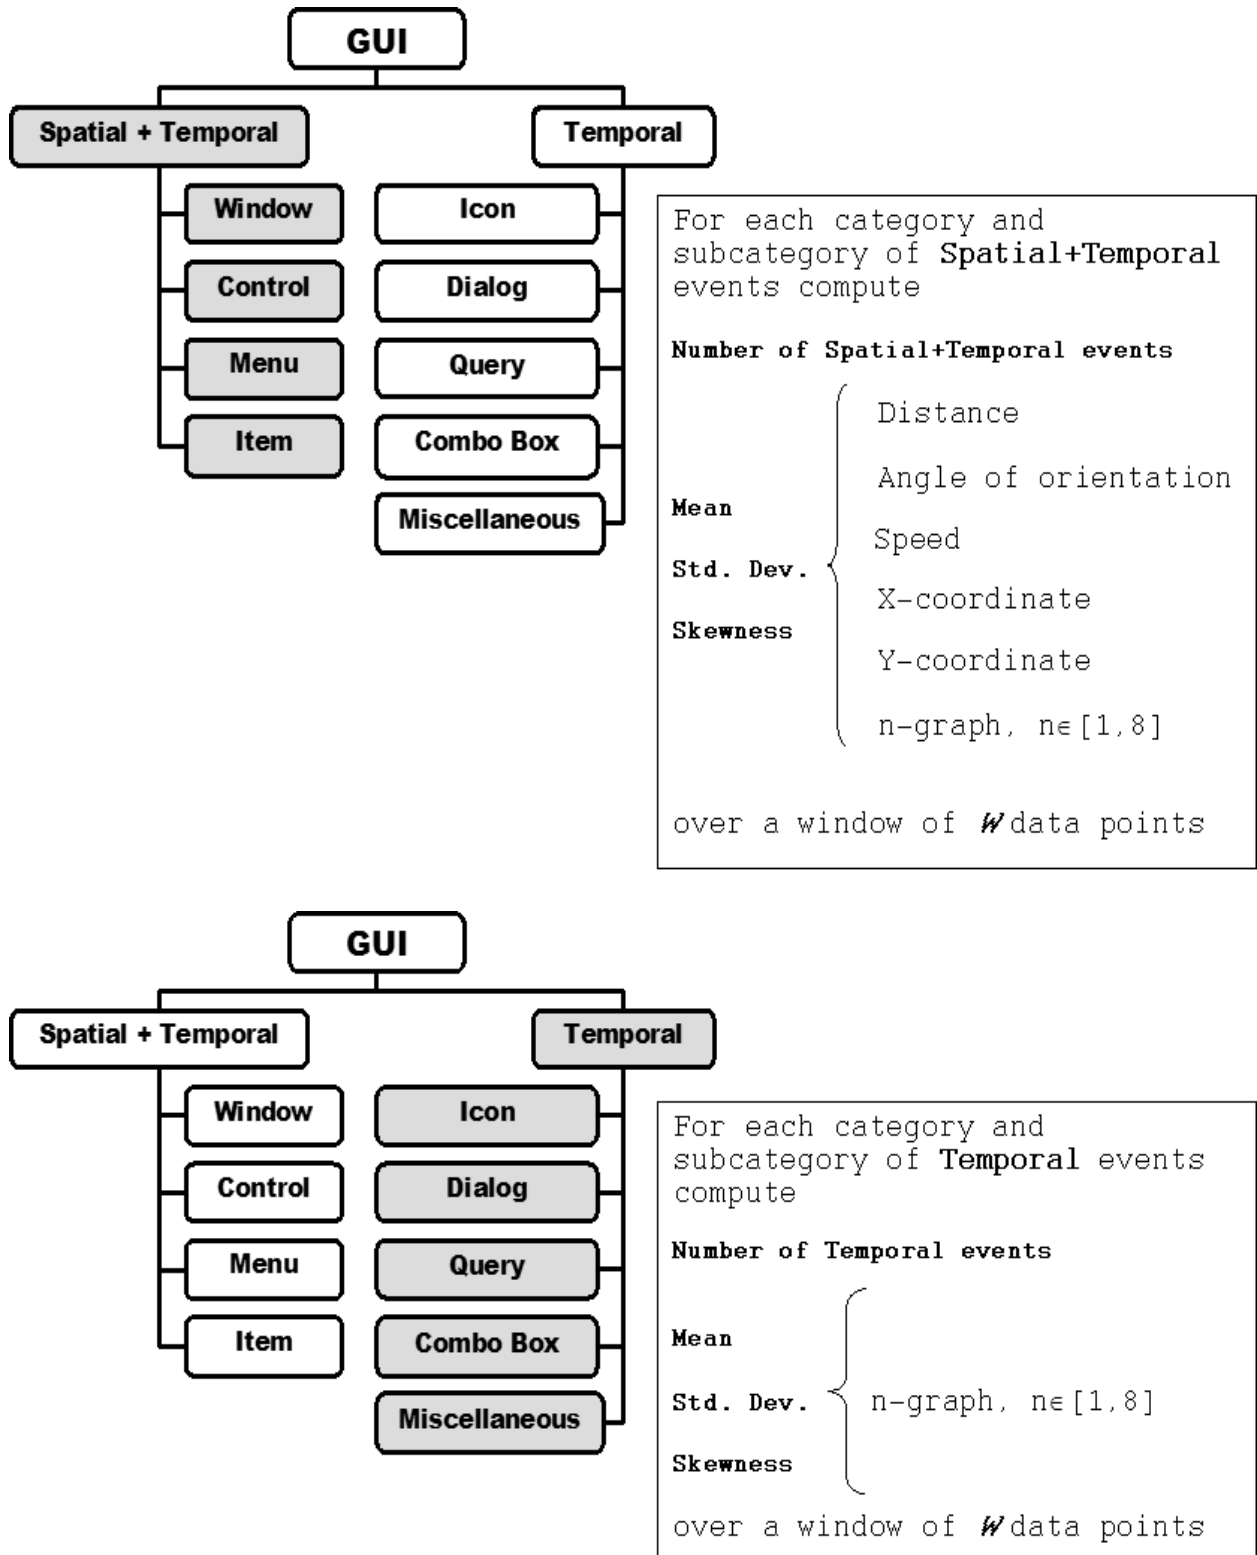 GUI
Spatial + Temporal
Temporal
Window
Icon
Control
Dialog
Menu
Query
Item
Combo Box
Miscellaneous
For each category and
subcategory of Spatial+Temporal
events compute
Number of Spatial+Temporal events
Distance
Angle of orientation
Mean
Speed
Std. Dev.
X-coordinate
Skewness
Y-coordinate
n-graph, n∈[1,8]
over a window of W data points
GUI
Spatial + Temporal
Temporal
Window
Icon
Control
Dialog
Menu
Query
Item
Combo Box
Miscellaneous
For each category and
subcategory of Temporal events
compute
Number of Temporal events
Mean
Std. Dev.
n-graph, n∈[1,8]
Skewness
over a window of W data points